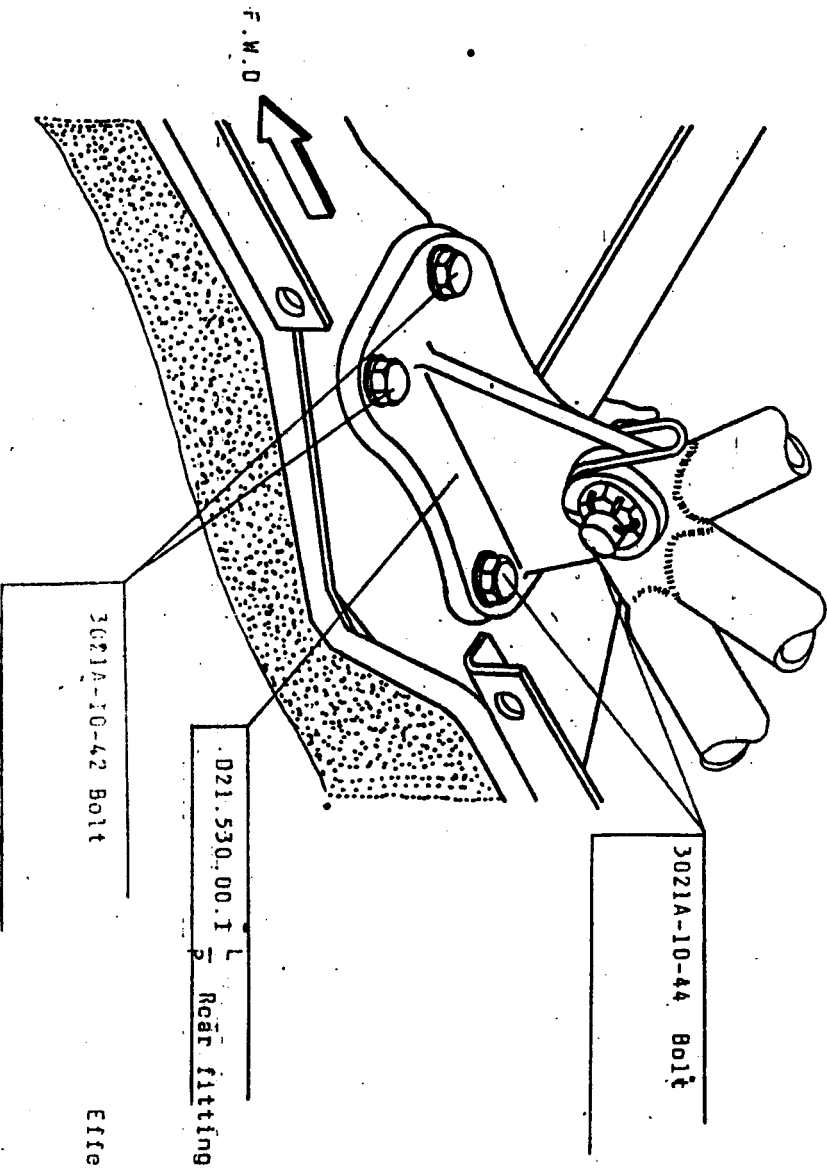 F.W.D
3021A-10-44 Bolt
D21.530.00.1 L
Rear fitting
3021A-10-42 Bolt
Effe